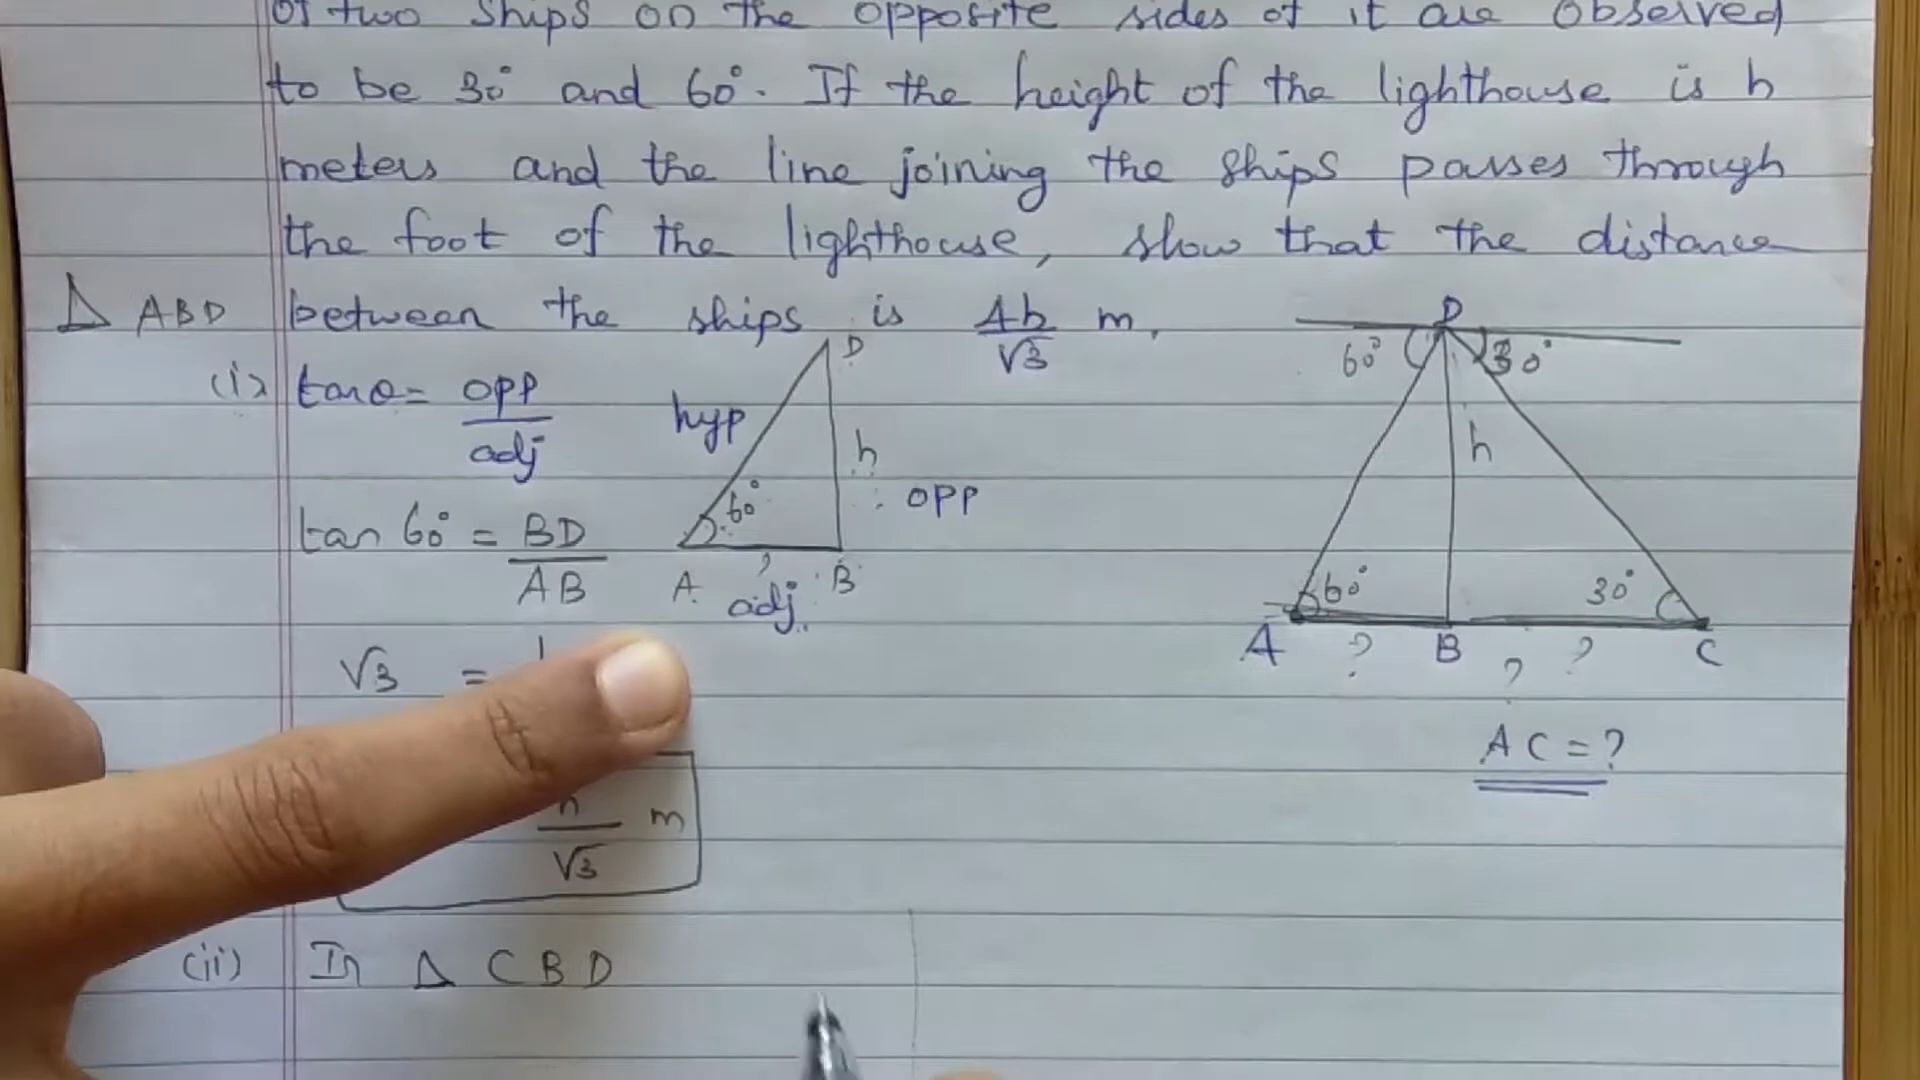 of two ships on the opposite sides of it are observed
to be 30° and 60°. If the height of the lighthouse is h
meters and the line joining the ships passes through
the foot of the lighthouse, show that the distance
between the ships is 4h/√3 m.
Δ ABD
(i) tanθ = opp/adj
tan 60° = BD/AB
√3 =
h/√3 m
(ii) In Δ CBD
D
hyp
h
opp
60°
A
adj
B
?
D
60°
30°
h
60°
30°
A
?
B
?
?
C
AC = ?